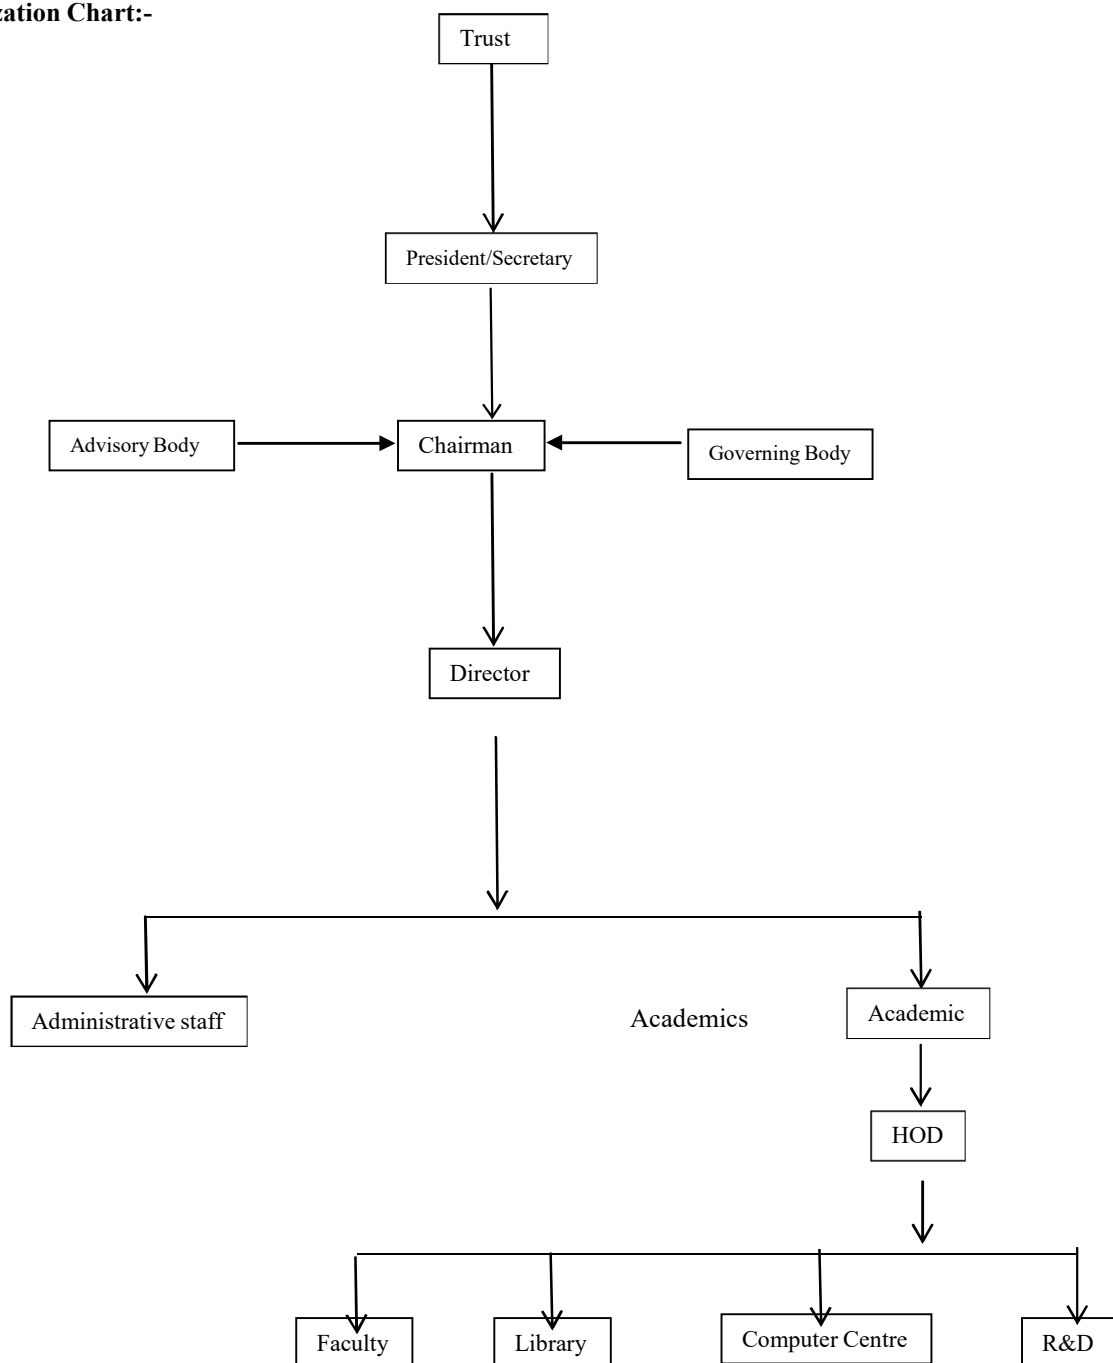 zation Chart:-
Trust
President/Secretary
Advisory Body
Chairman
Governing Body
Director
Administrative staff
Academics
Academic
HOD
Faculty
Library
Computer Centre
R&D